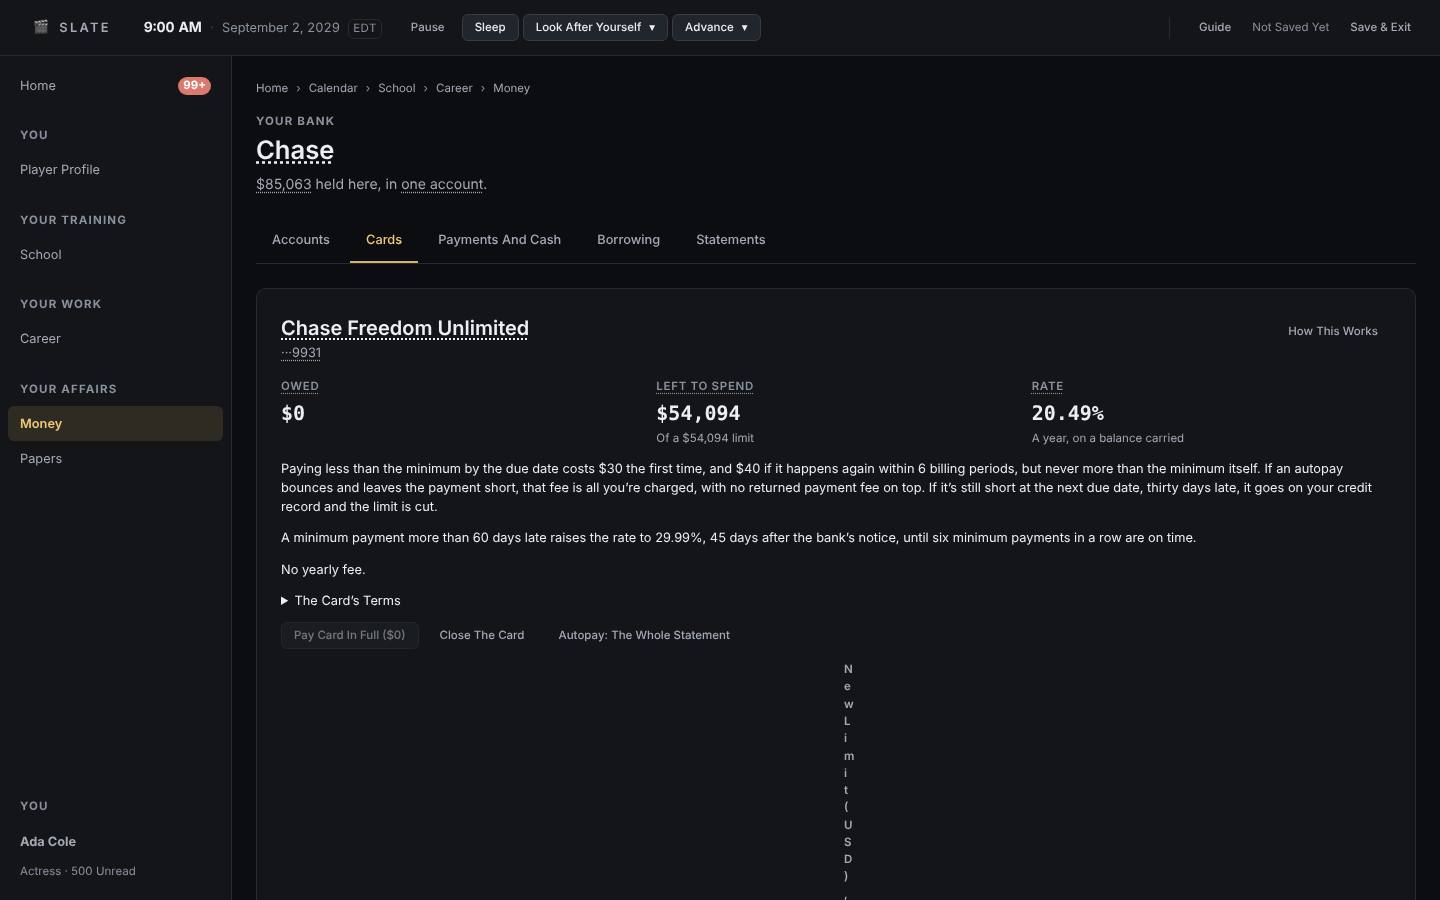 SLATE
9:00 AM · September 2, 2029 EDT
Pause
Sleep
Look After Yourself ▾
Advance ▾
Guide
Not Saved Yet
Save & Exit
Home
99+
YOU
Player Profile
YOUR TRAINING
School
YOUR WORK
Career
YOUR AFFAIRS
Money
Papers
YOU
Ada Cole
Actress · 500 Unread
Home › Calendar › School › Career › Money
YOUR BANK
Chase
$85,063 held here, in one account.
Accounts
Cards
Payments And Cash
Borrowing
Statements
Chase Freedom Unlimited
How This Works
···9931
OWED
$0
LEFT TO SPEND
$54,094
Of a $54,094 limit
RATE
20.49%
A year, on a balance carried
Paying less than the minimum by the due date costs $30 the first time, and $40 if it happens again within 6 billing periods, but never more than the minimum itself. If an autopay
bounces and leaves the payment short, that fee is all you’re charged, with no returned payment fee on top. If it’s still short at the next due date, thirty days late, it goes on your credit
record and the limit is cut.
A minimum payment more than 60 days late raises the rate to 29.99%, 45 days after the bank’s notice, until six minimum payments in a row are on time.
No yearly fee.
▶ The Card’s Terms
Pay Card In Full ($0)
Close The Card
Autopay: The Whole Statement
N
e
w
L
i
m
i
t
(
U
S
D
)